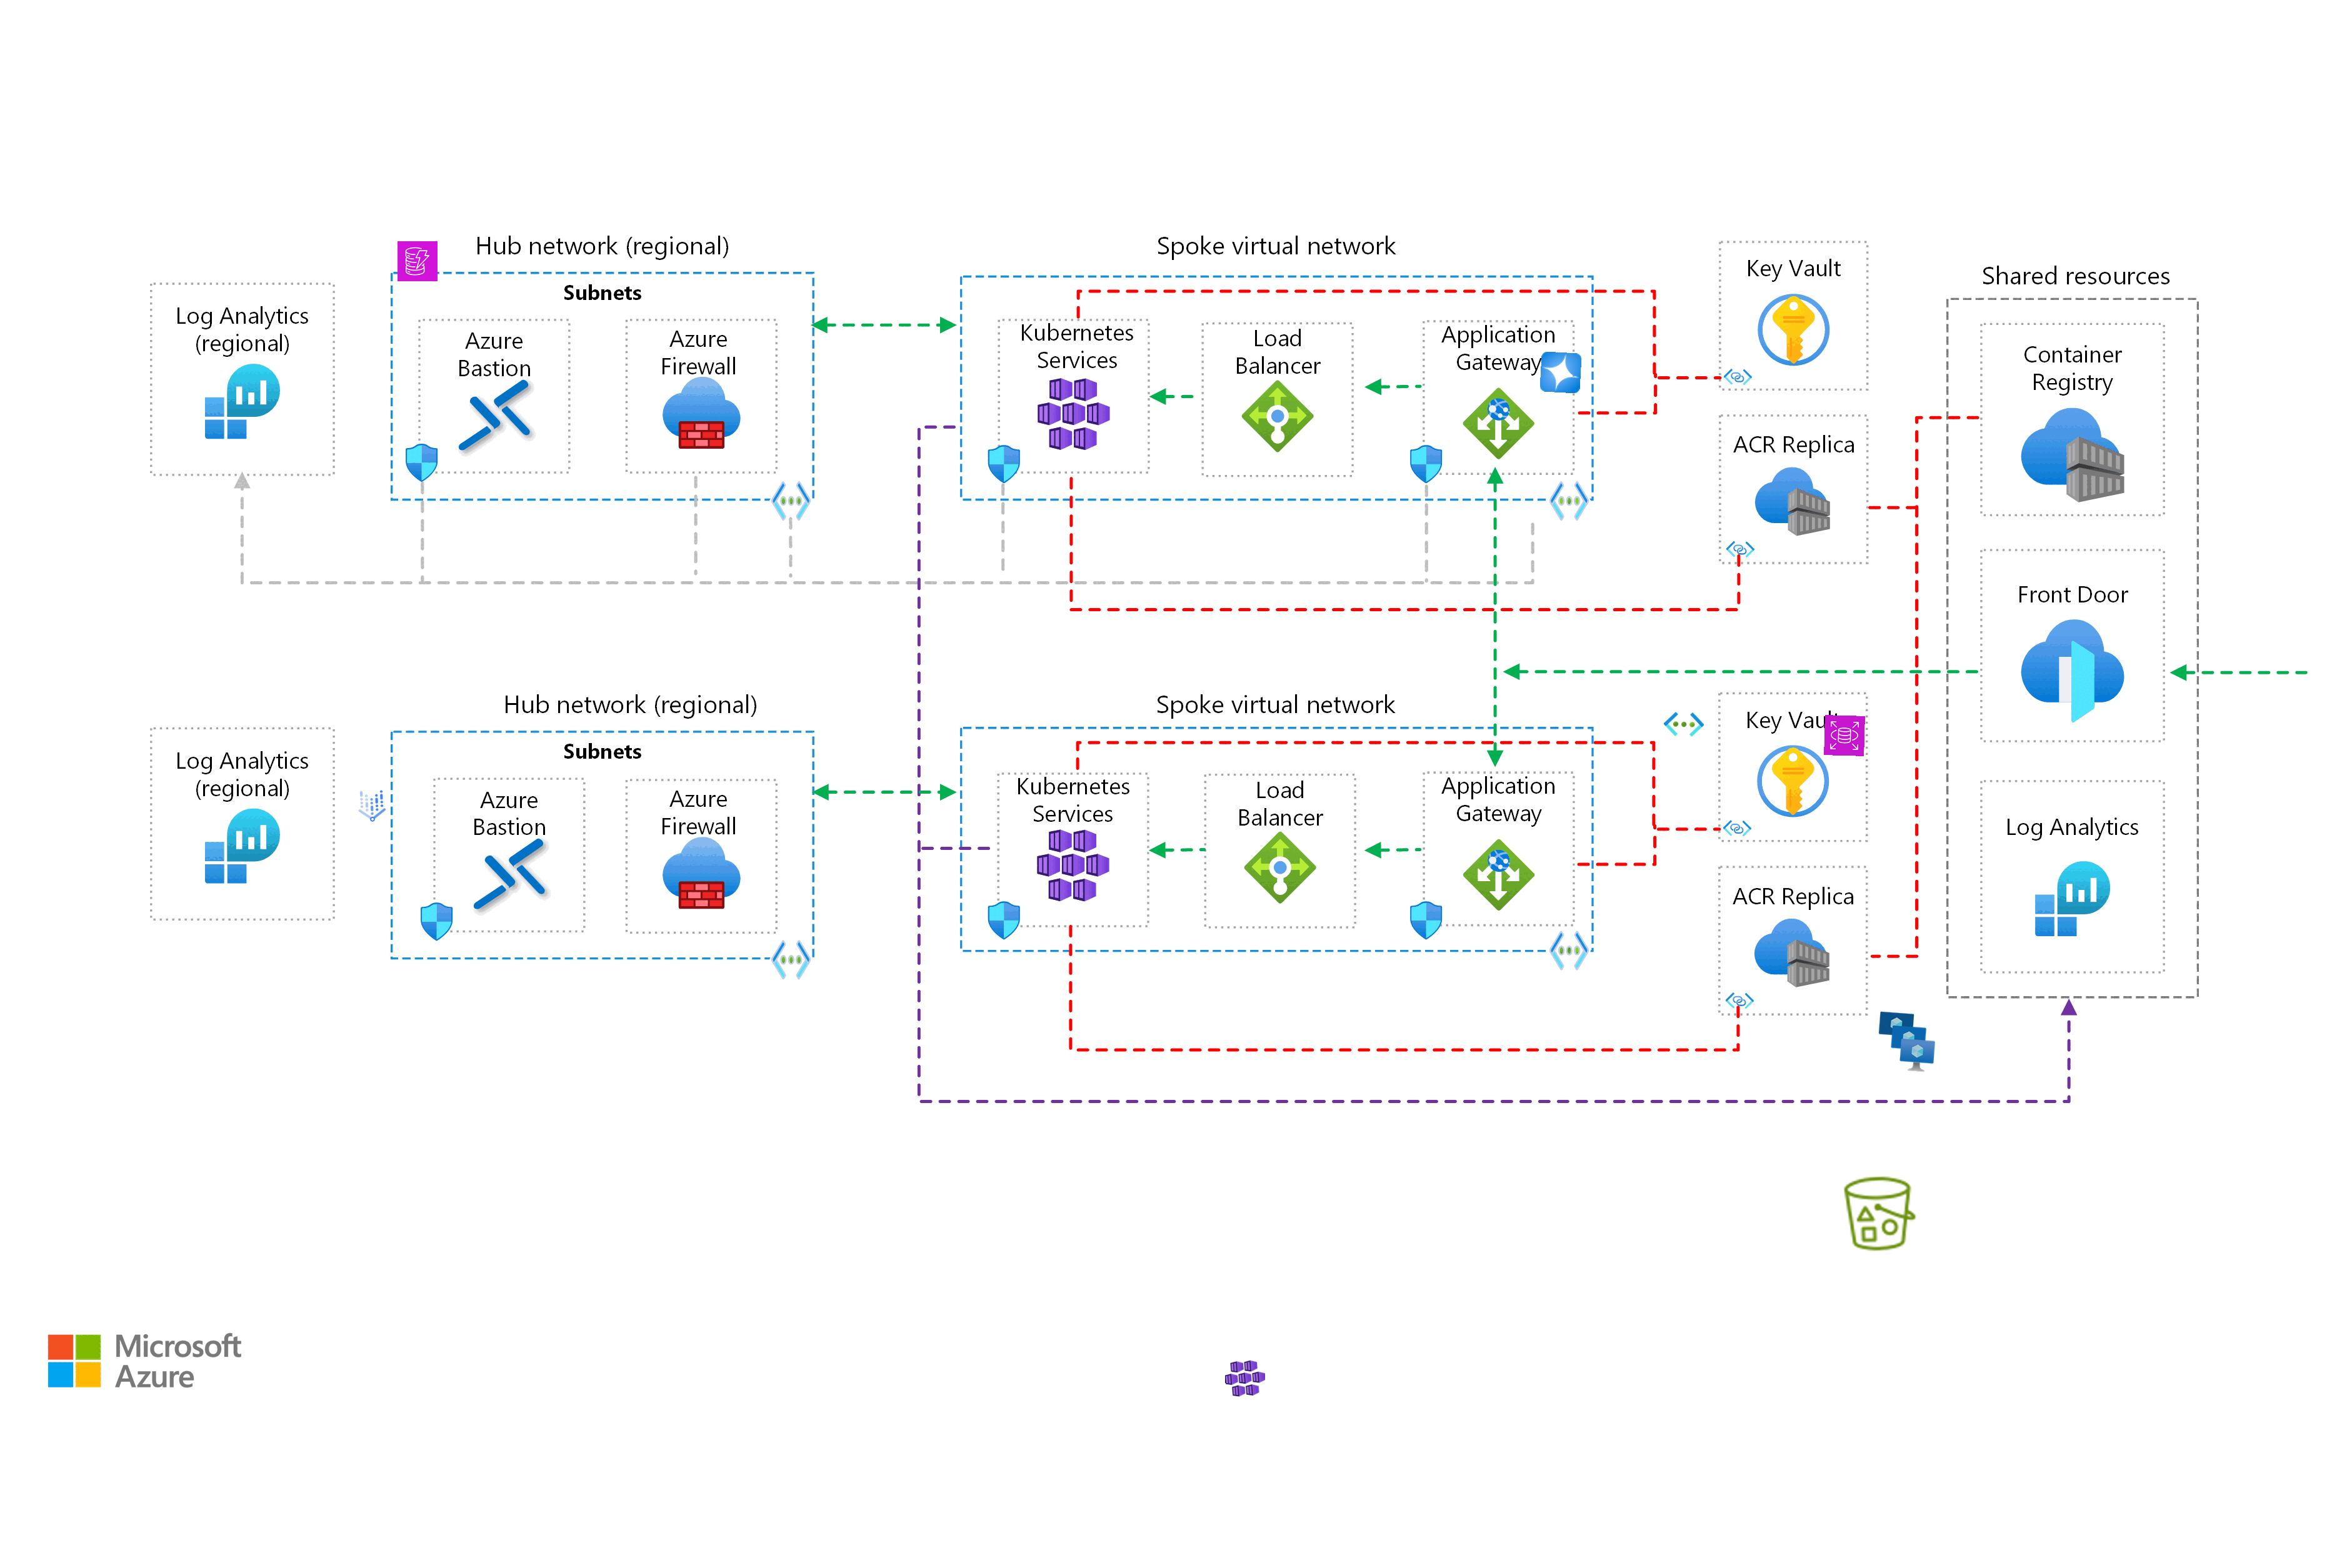 Hub network (regional)
Spoke virtual network
Key Vault
Shared resources
Subnets
Log Analytics
(regional)
Azure
Bastion
Azure
Firewall
Kubernetes
Services
Load
Balancer
Application
Gateway
Container
Registry
ACR Replica
Front Door
Hub network (regional)
Spoke virtual network
Key Vault
Subnets
Log Analytics
(regional)
Azure
Bastion
Azure
Firewall
Kubernetes
Services
Load
Balancer
Application
Gateway
Log Analytics
ACR Replica
Microsoft
Azure